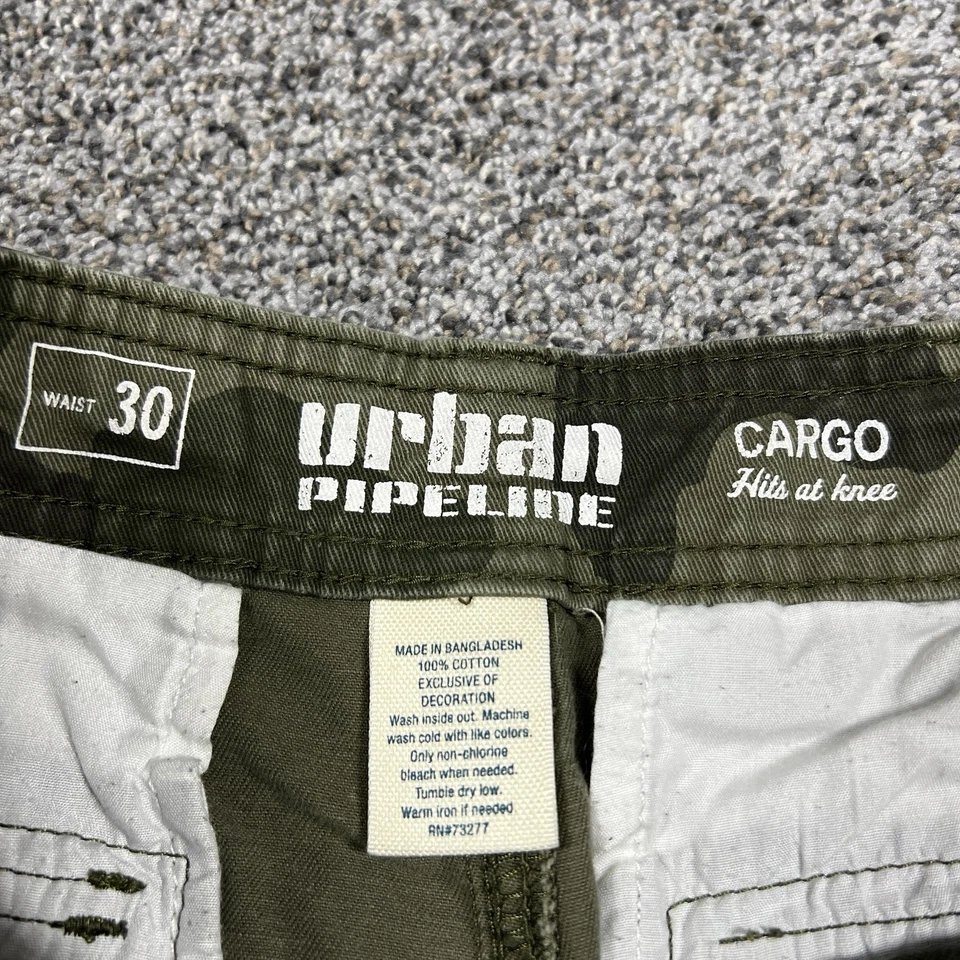 WAIST 30
urban
PIPELINE
CARGO
Hits at knee
MADE IN BANGLADESH
100% COTTON
EXCLUSIVE OF
DECORATION
Wash inside out. Machine
wash cold with like colors.
Only non-chlorine
bleach when needed.
Tumble dry low.
Warm iron if needed
RN#73277